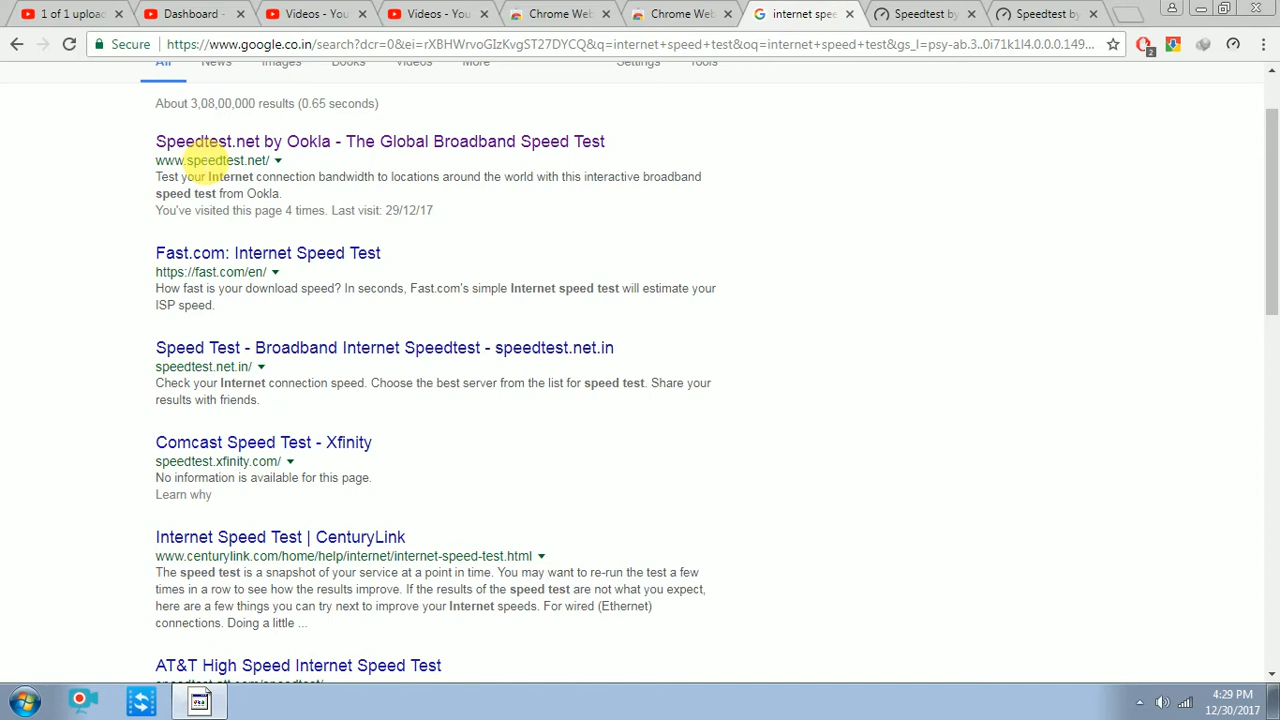 1 of 1 upload
Dashboard -
Videos - You
Videos - You
Chrome Web
Chrome Web
internet spee
Speedtest by
Speedtest by
Secure
https://www.google.co.in/search?dcr=0&ei=rXBHWvroGIzKvgST27DYCQ&q=internet+speed+test&oq=internet+speed+test&gs_l=psy-ab.3..0i71k1l4.0.0.0.149...
2
All News Images Books Videos More Settings Tools
About 3,08,00,000 results (0.65 seconds)
Speedtest.net by Ookla - The Global Broadband Speed Test
www.speedtest.net/
Test your Internet connection bandwidth to locations around the world with this interactive broadband
speed test from Ookla.
You've visited this page 4 times. Last visit: 29/12/17
Fast.com: Internet Speed Test
https://fast.com/en/
How fast is your download speed? In seconds, Fast.com's simple Internet speed test will estimate your
ISP speed.
Speed Test - Broadband Internet Speedtest - speedtest.net.in
speedtest.net.in/
Check your Internet connection speed. Choose the best server from the list for speed test. Share your
results with friends.
Comcast Speed Test - Xfinity
speedtest.xfinity.com/
No information is available for this page.
Learn why
Internet Speed Test | CenturyLink
www.centurylink.com/home/help/internet/internet-speed-test.html
The speed test is a snapshot of your service at a point in time. You may want to re-run the test a few
times in a row to see how the results improve. If the results of the speed test are not what you expect,
here are a few things you can try next to improve your Internet speeds. For wired (Ethernet)
connections. Doing a little ...
AT&T High Speed Internet Speed Test
speedtest.att.com/speedtest/
4:29 PM
12/30/2017